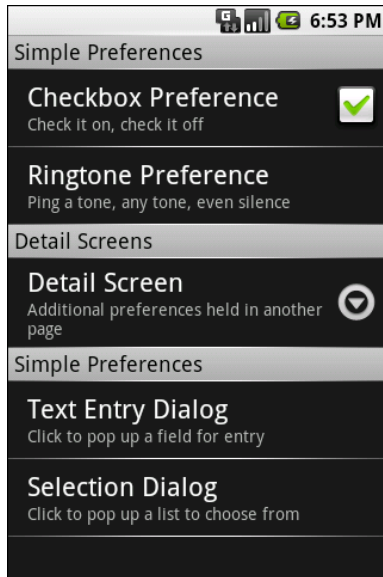 G 6:53 PM
Simple Preferences
Checkbox Preference
Check it on, check it off
Ringtone Preference
Ping a tone, any tone, even silence
Detail Screens
Detail Screen
Additional preferences held in another
page
Simple Preferences
Text Entry Dialog
Click to pop up a field for entry
Selection Dialog
Click to pop up a list to choose from